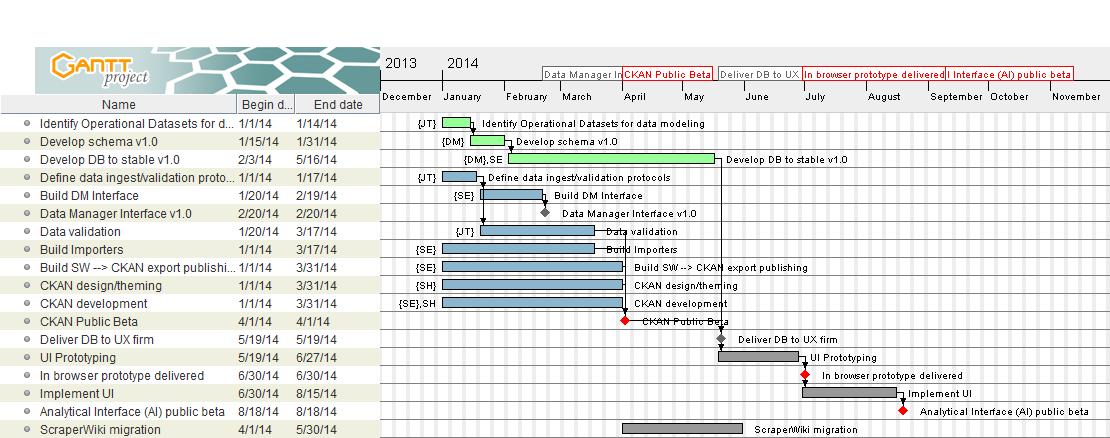 GANTT project
2013 2014
Data Manager In CKAN Public Beta Deliver DB to UX In browser prototype delivered l Interface (AI) public beta
Name Begin d... End date December January February March April May June July August September October November
Identify Operational Datasets for d... 1/1/14 1/14/14 {JT} Identify Operational Datasets for data modeling
Develop schema v1.0 1/15/14 1/31/14 {DM} Develop schema v1.0
Develop DB to stable v1.0 2/3/14 5/16/14 {DM},SE Develop DB to stable v1.0
Define data ingest/validation proto... 1/1/14 1/17/14 {JT} Define data ingest/validation protocols
Build DM Interface 1/20/14 2/19/14 {SE} Build DM Interface
Data Manager Interface v1.0 2/20/14 2/20/14 Data Manager Interface v1.0
Data validation 1/20/14 3/17/14 {JT} Data validation
Build Importers 1/1/14 3/17/14 {SE} Build Importers
Build SW --> CKAN export publishi... 1/1/14 3/31/14 {SE} Build SW --> CKAN export publishing
CKAN design/theming 1/1/14 3/31/14 {SH} CKAN design/theming
CKAN development 1/1/14 3/31/14 {SE},SH CKAN development
CKAN Public Beta 4/1/14 4/1/14 CKAN Public Beta
Deliver DB to UX firm 5/19/14 5/19/14 Deliver DB to UX firm
UI Prototyping 5/19/14 6/27/14 UI Prototyping
In browser prototype delivered 6/30/14 6/30/14 In browser prototype delivered
Implement UI 6/30/14 8/15/14 Implement UI
Analytical Interface (AI) public beta 8/18/14 8/18/14 Analytical Interface (AI) public beta
ScraperWiki migration 4/1/14 5/30/14 ScraperWiki migration